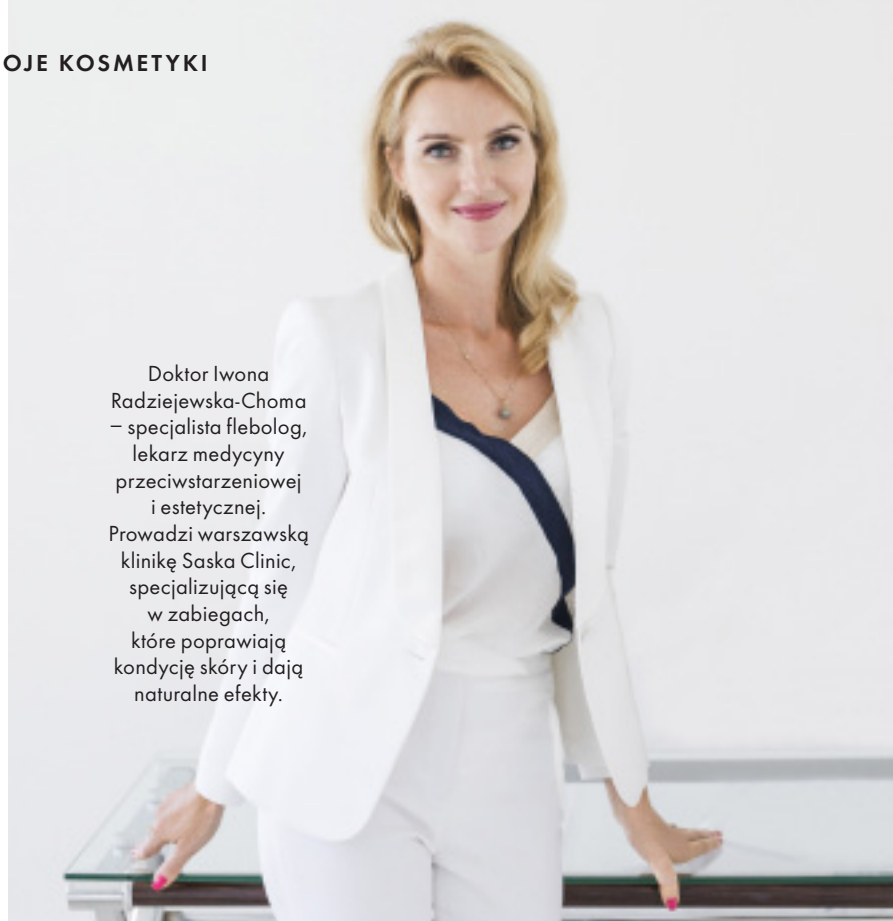 OJE KOSMETYKI
Doktor Iwona
Radziejewska-Choma
– specjalista flebolog,
lekarz medycyny
przeciwstarzeniowej
i estetycznej.
Prowadzi warszawską
klinikę Saska Clinic,
specjalizującą się
w zabiegach,
które poprawiają
kondycję skóry i dają
naturalne efekty.